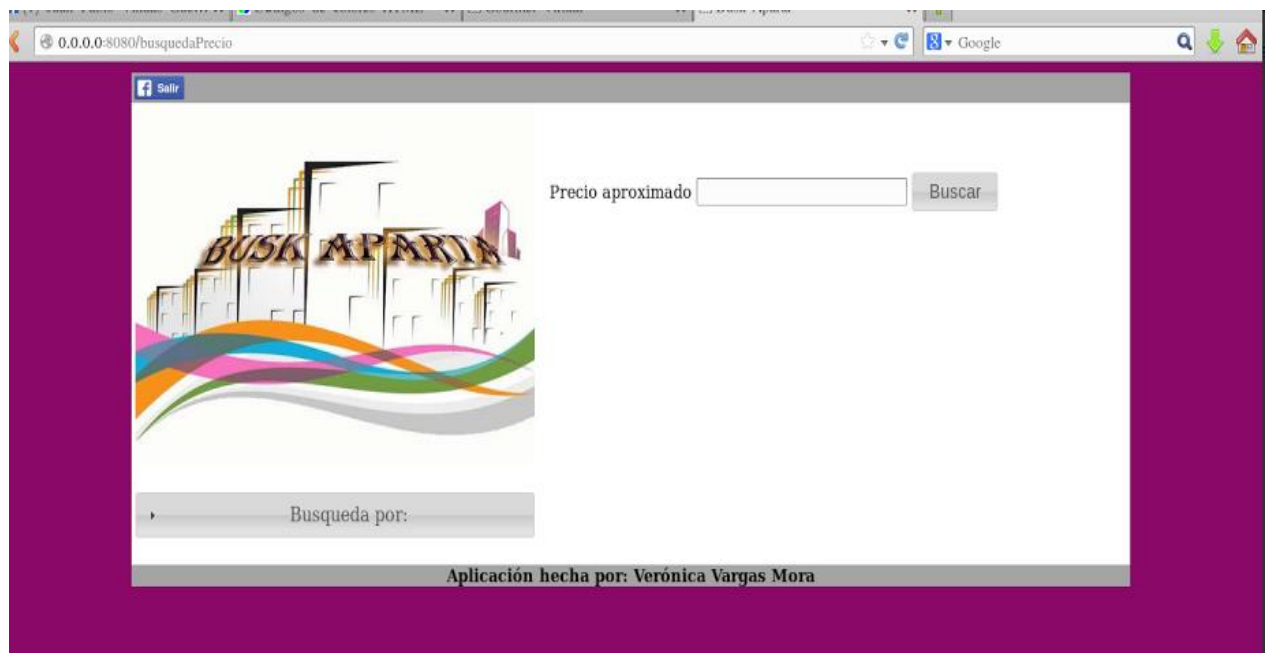 0.0.0.0:8080/busquedaPrecio
Google
Salir
Precio aproximado
Buscar
BUSK APARTA
Busqueda por:
Aplicación hecha por: Verónica Vargas Mora